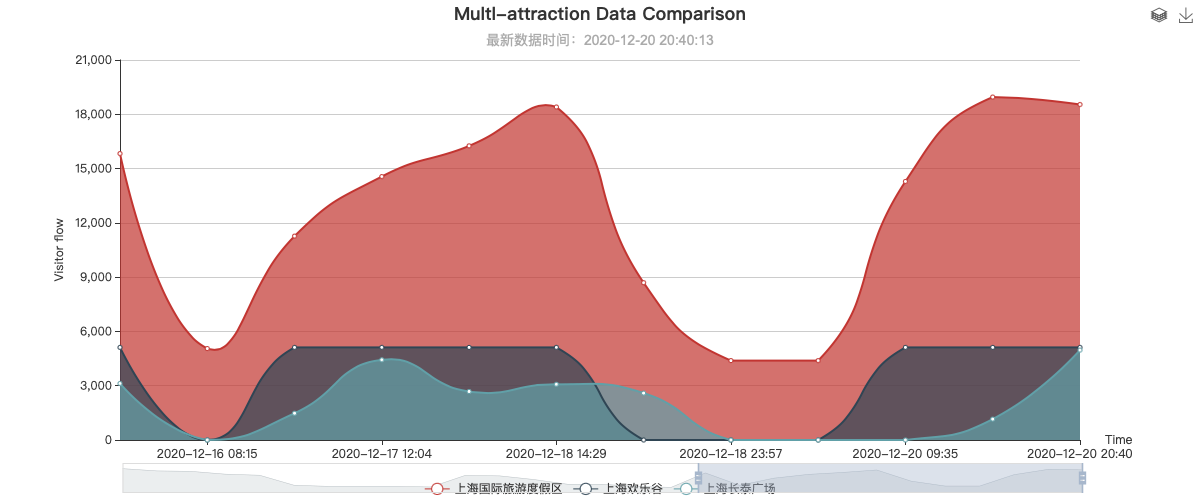 MultI-attraction Data Comparison
最新数据时间：2020-12-20 20:40:13
21,000
18,000
15,000
12,000
9,000
6,000
3,000
0
Visitor flow
Time
2020-12-16 08:15 2020-12-17 12:04 2020-12-18 14:29 2020-12-18 23:57 2020-12-20 09:35 2020-12-20 20:40
上海国际旅游度假区 上海欢乐谷 上海长泰广场